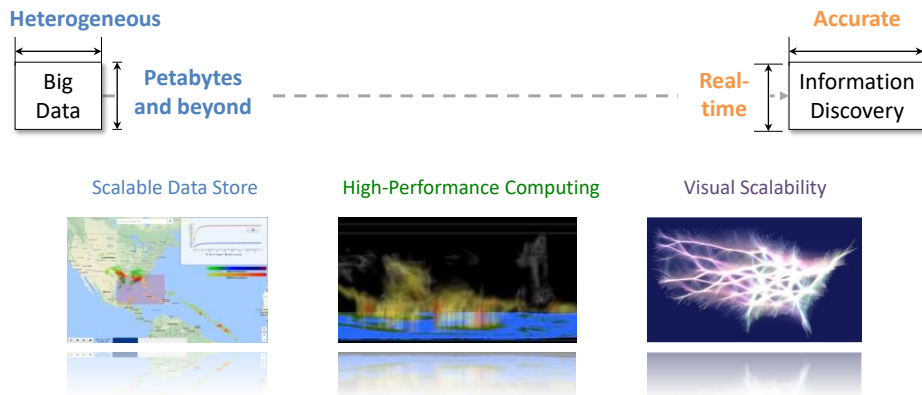 Heterogeneous
Accurate
Big
Data
Petabytes
and beyond
Real-
time
Information
Discovery
Scalable Data Store
High-Performance Computing
Visual Scalability